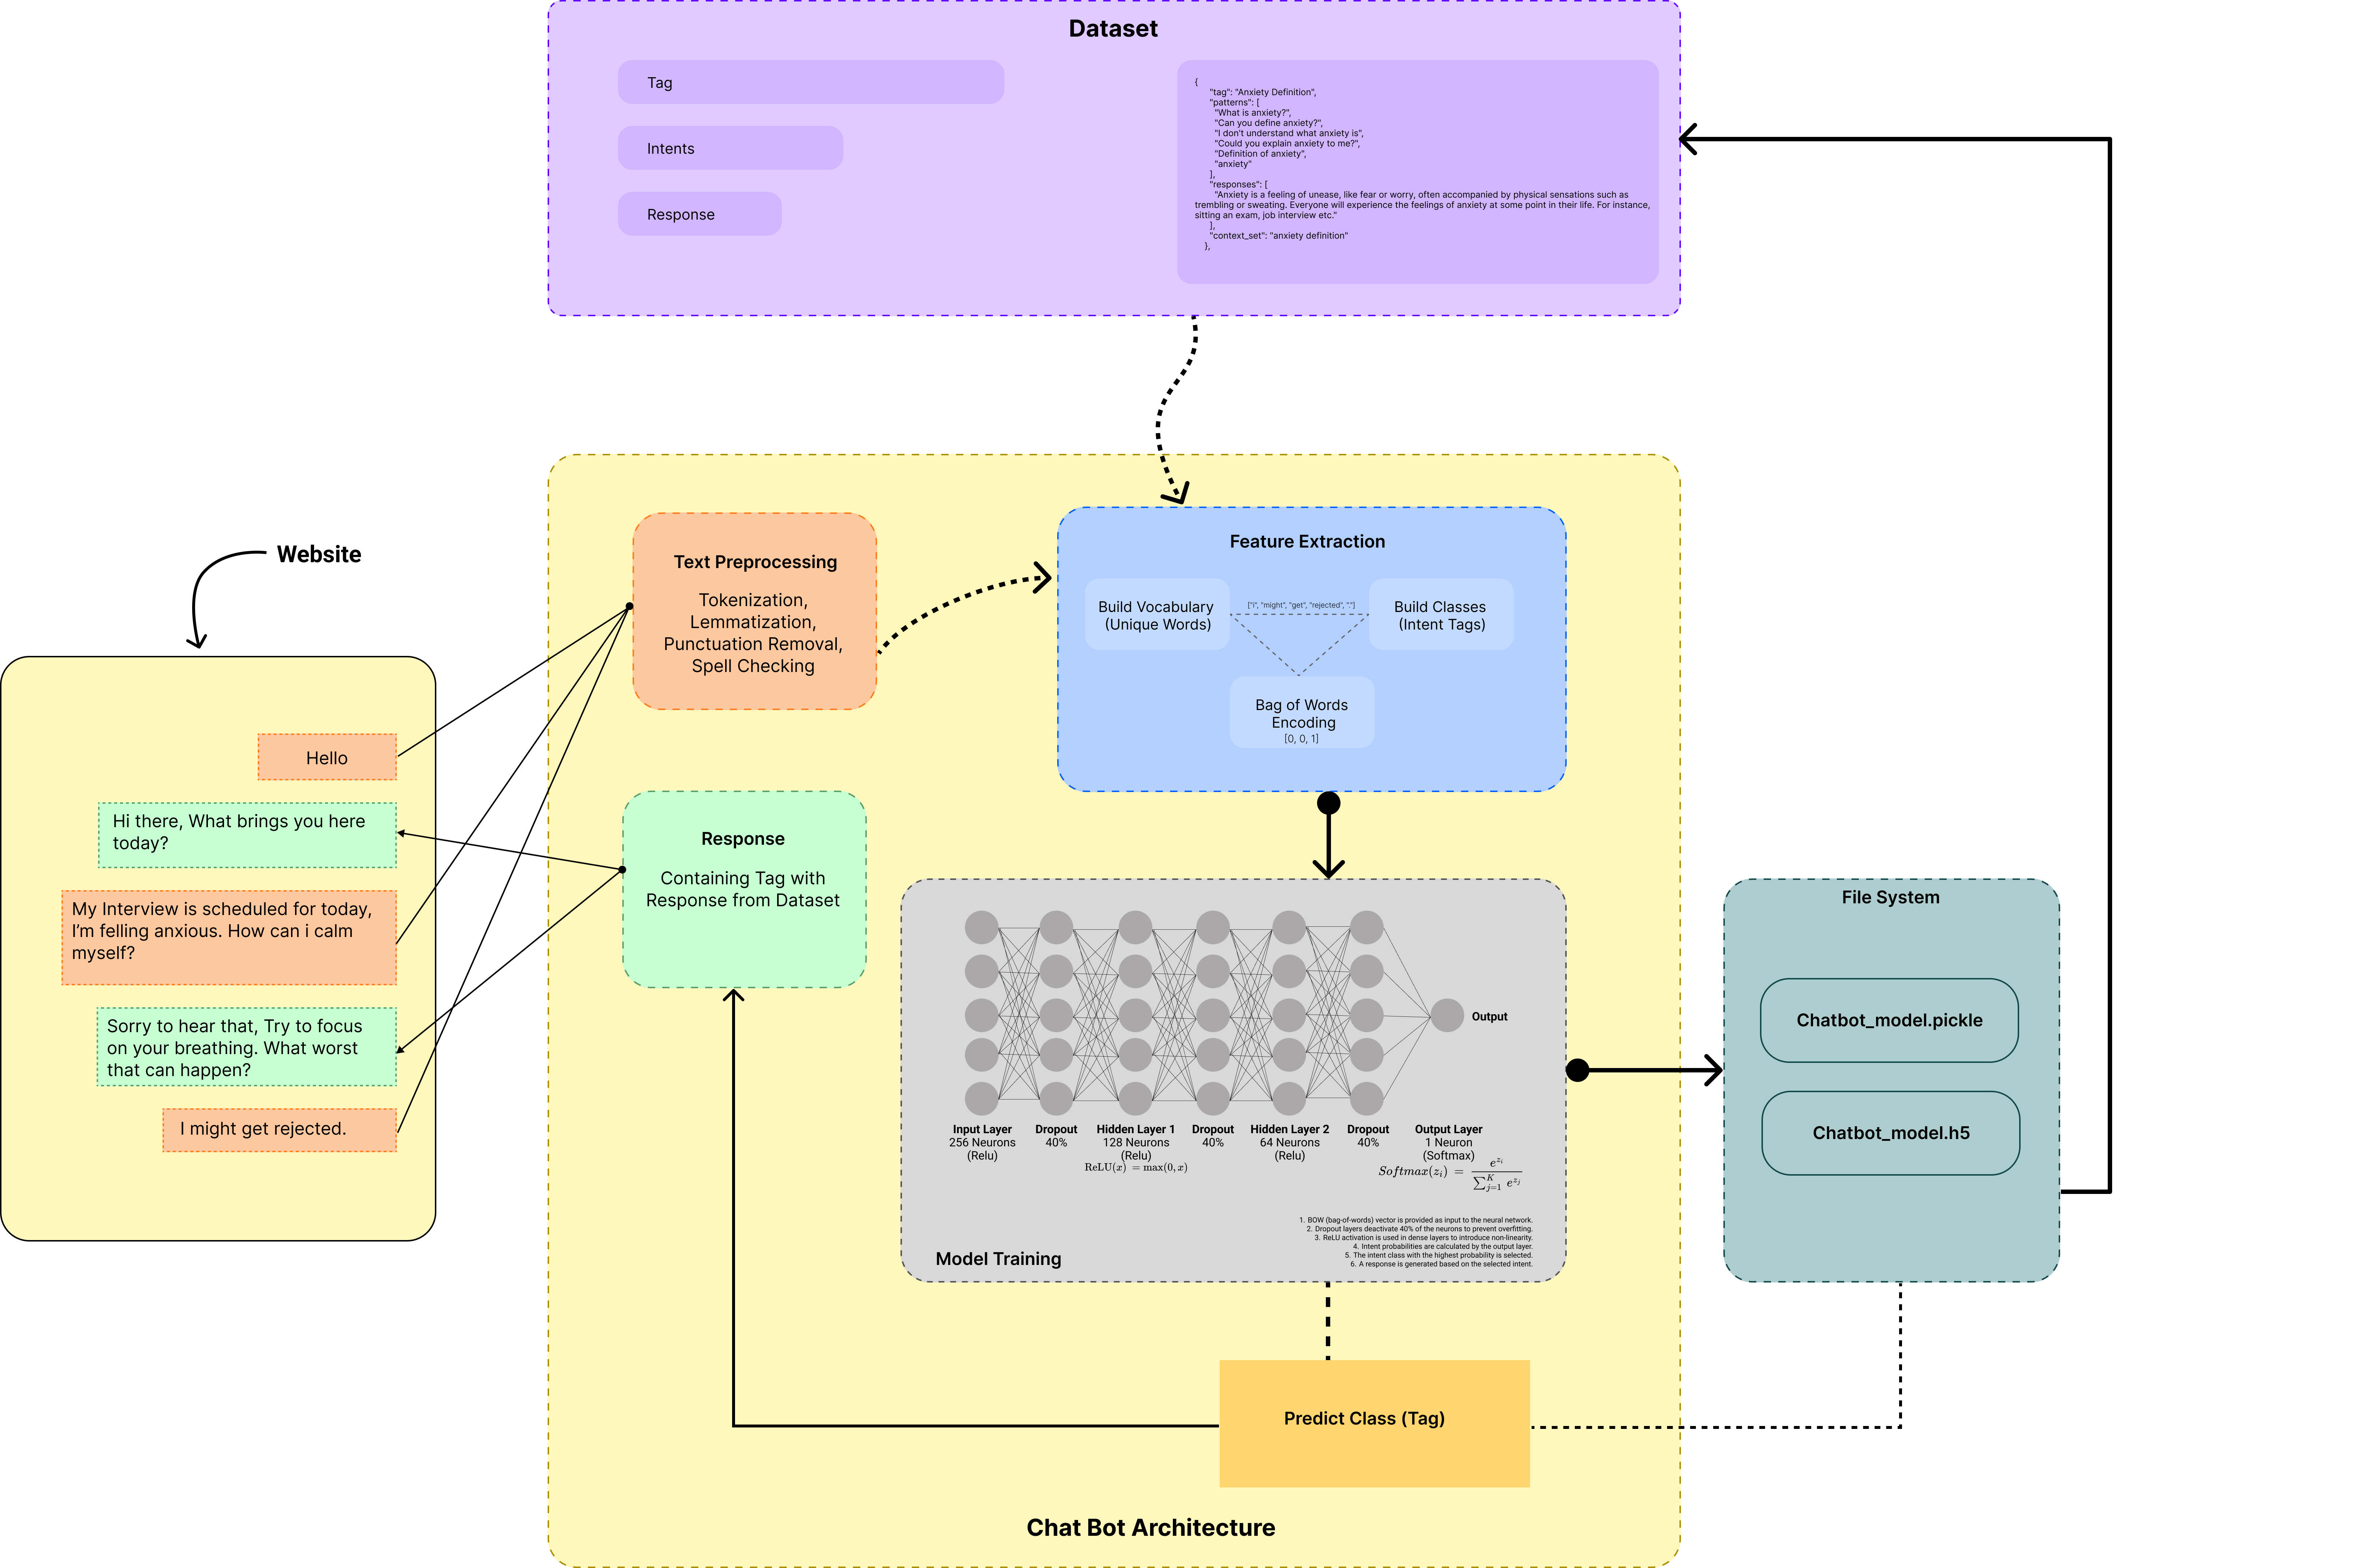 Dataset
Tag
Intents
Response
{
"tag": "Anxiety Definition",
"patterns": [
"What is anxiety?",
"Can you define anxiety?",
"I don't understand what anxiety is",
"Could you explain anxiety to me?",
"Definition of anxiety",
"anxiety"
],
"responses": [
"Anxiety is a feeling of unease, like fear or worry, often accompanied by physical sensations such as
trembling or sweating. Everyone will experience the feelings of anxiety at some point in their life. For instance,
sitting an exam, job interview etc."
],
"context_set": "anxiety definition"
},
Website
Hello
Hi there, What brings you here
today?
My Interview is scheduled for today,
I'm felling anxious. How can i calm
myself?
Sorry to hear that, Try to focus
on your breathing. What worst
that can happen?
I might get rejected.
Text Preprocessing
Tokenization,
Lemmatization,
Punctuation Removal,
Spell Checking
Response
Containing Tag with
Response from Dataset
Feature Extraction
Build Vocabulary
(Unique Words)
["i", "might", "get", "rejected", "."]
Build Classes
(Intent Tags)
Bag of Words
Encoding
[0, 0, 1]
Output
Input Layer
256 Neurons
(Relu)
Dropout
40%
Hidden Layer 1
128 Neurons
(Relu)
ReLU(x) = max(0, x)
Dropout
40%
Hidden Layer 2
64 Neurons
(Relu)
Dropout
40%
Output Layer
1 Neuron
(Softmax)
Softmax(z_i) = e^{z_i} / ∑_{j=1}^{K} e^{z_j}
1. BOW (bag-of-words) vector is provided as input to the neural network.
2. Dropout layers deactivate 40% of the neurons to prevent overfitting.
3. ReLU activation is used in dense layers to introduce non-linearity.
4. Intent probabilities are calculated by the output layer.
5. The intent class with the highest probability is selected.
6. A response is generated based on the selected intent.
Model Training
File System
Chatbot_model.pickle
Chatbot_model.h5
Predict Class (Tag)
Chat Bot Architecture